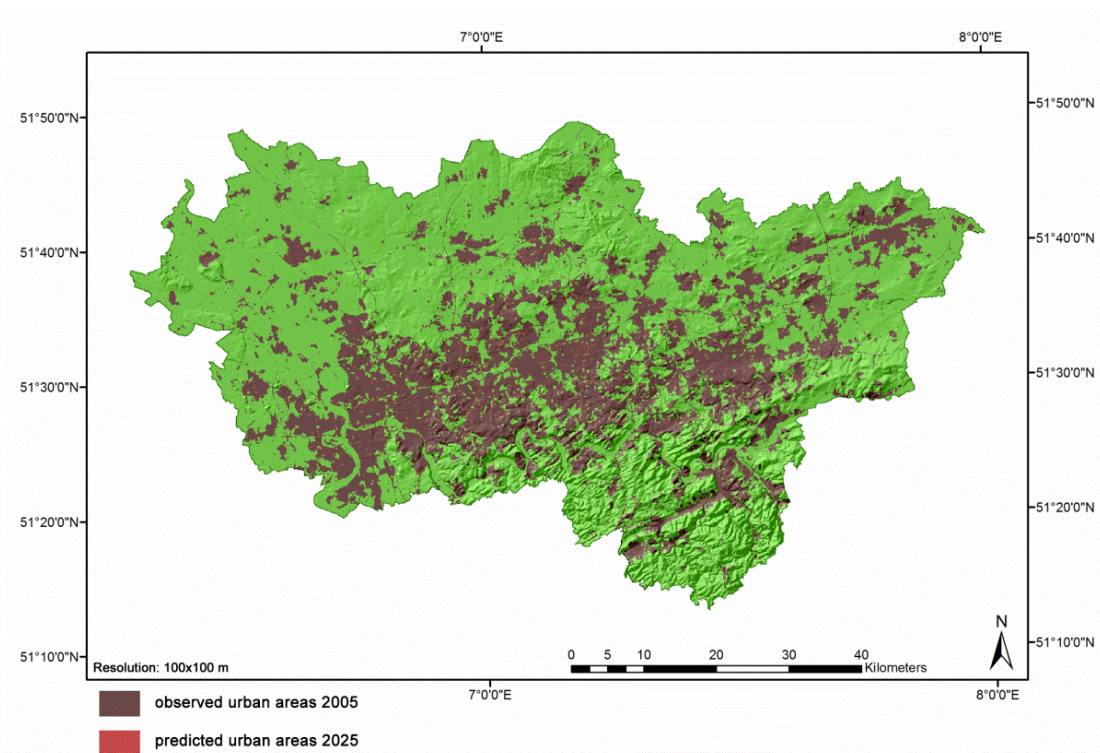 7°0'0"E 8°0'0"E
51°50'0"N 51°50'0"N
51°40'0"N 51°40'0"N
51°30'0"N 51°30'0"N
51°20'0"N 51°20'0"N
N
51°10'0"N 51°10'0"N
0 5 10 20 30 40
Resolution: 100x100 m Kilometers
7°0'0"E 8°0'0"E
observed urban areas 2005
predicted urban areas 2025